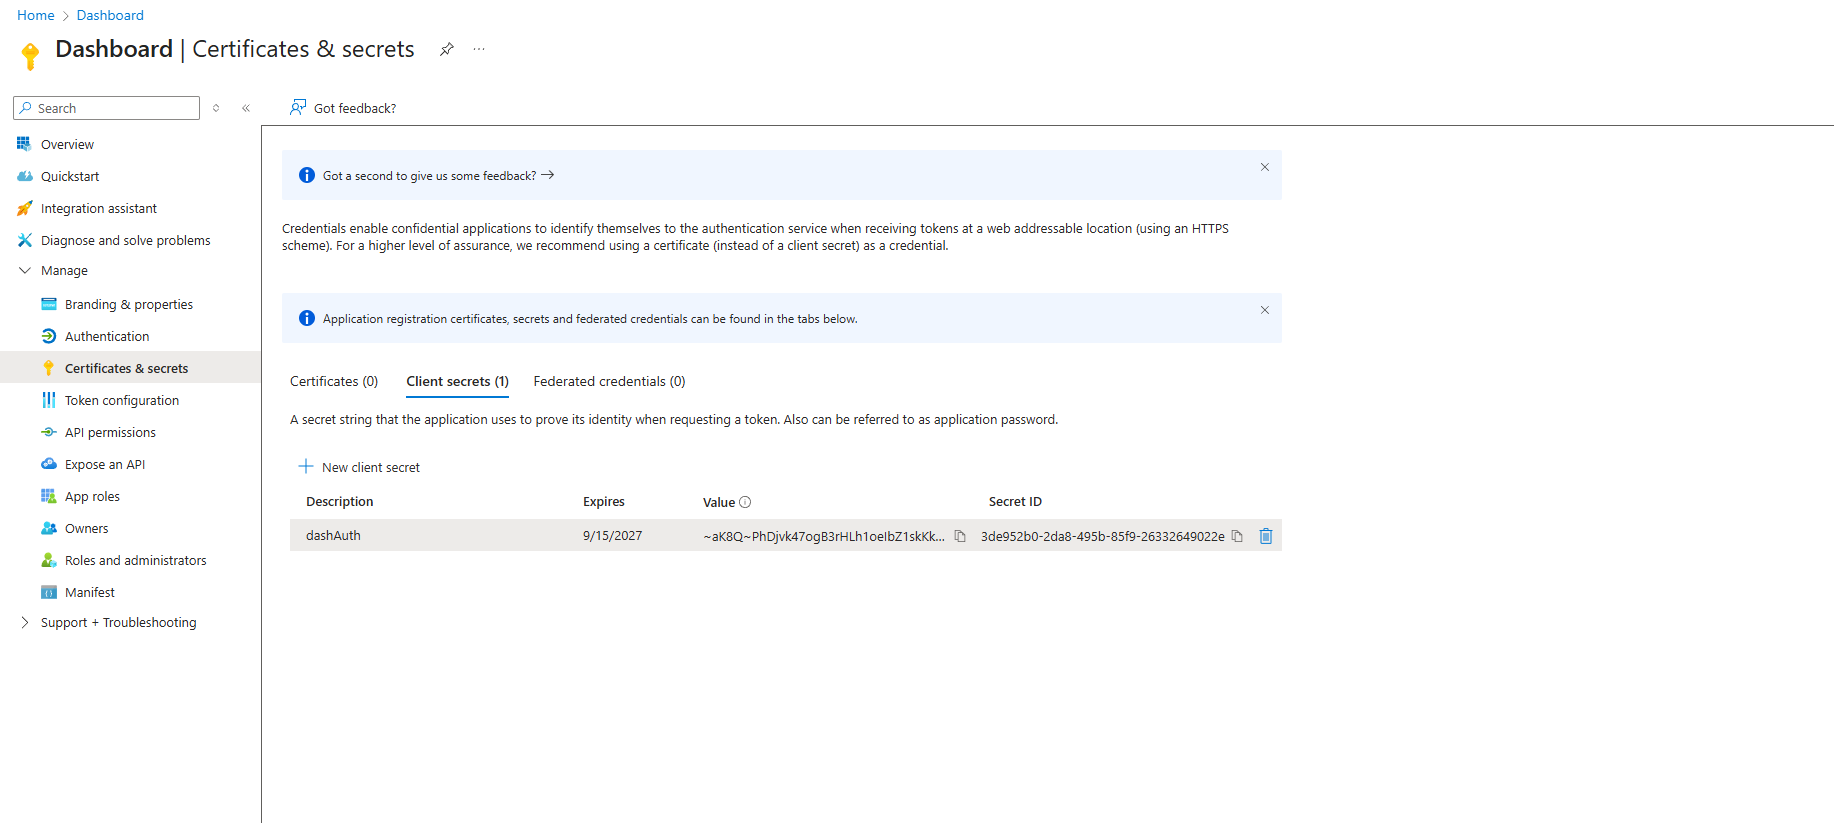 Home > Dashboard
Dashboard | Certificates & secrets
Search
Got feedback?
Overview
Quickstart
Integration assistant
Diagnose and solve problems
Manage
Branding & properties
Authentication
Certificates & secrets
Token configuration
API permissions
Expose an API
App roles
Owners
Roles and administrators
Manifest
Support + Troubleshooting
Got a second to give us some feedback?
Credentials enable confidential applications to identify themselves to the authentication service when receiving tokens at a web addressable location (using an HTTPS
scheme). For a higher level of assurance, we recommend using a certificate (instead of a client secret) as a credential.
Application registration certificates, secrets and federated credentials can be found in the tabs below.
Certificates (0) Client secrets (1) Federated credentials (0)
A secret string that the application uses to prove its identity when requesting a token. Also can be referred to as application password.
New client secret
Description Expires Value Secret ID
dashAuth 9/15/2027 ~aK8Q~PhDjvk47ogB3rHLh1oeIbZ1skKk... 3de952b0-2da8-495b-85f9-26332649022e